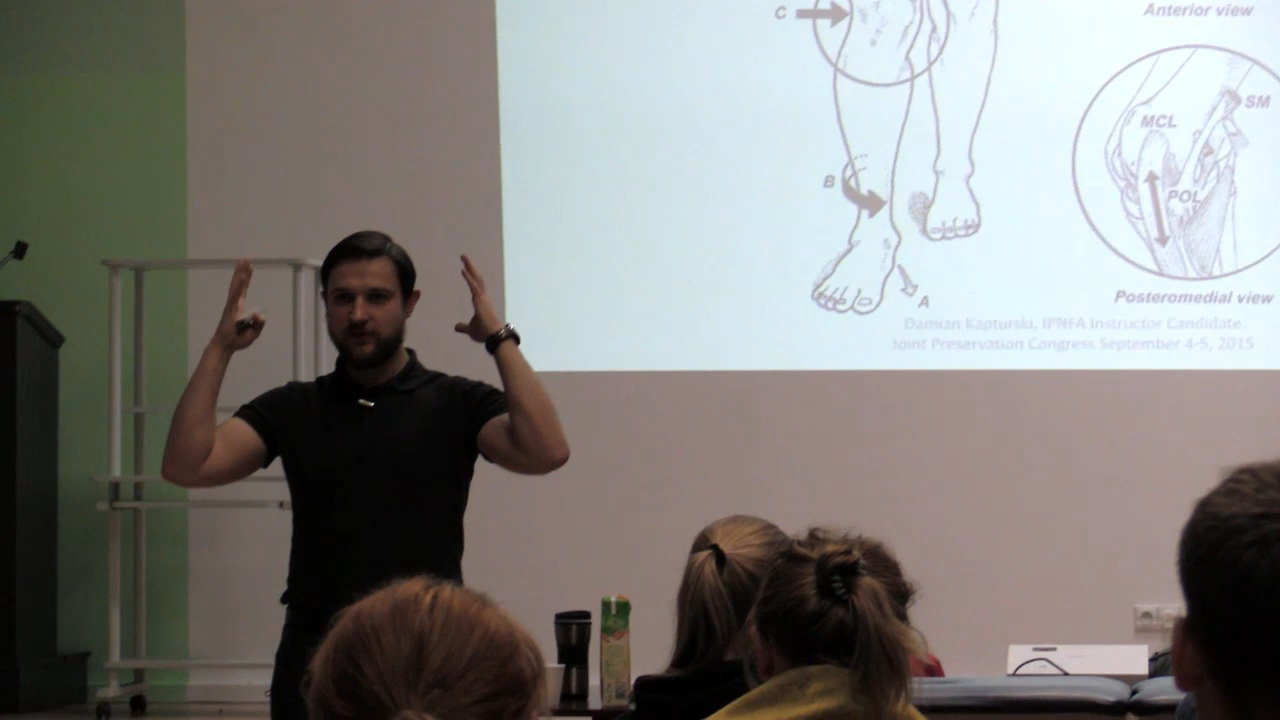 C
Anterior view
SM
MCL
B
POL
A
Posteromedial view
Damian Kapturski, IPNFA Instructor Candidate
Joint Preservation Congress September 4-5, 2015